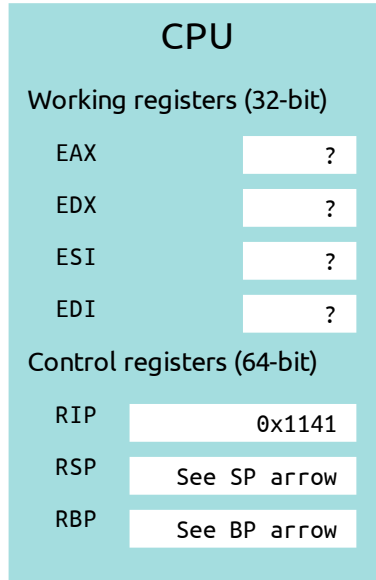 CPU
Working registers (32-bit)
EAX ?
EDX ?
ESI ?
EDI ?
Control registers (64-bit)
RIP 0x1141
RSP See SP arrow
RBP See BP arrow